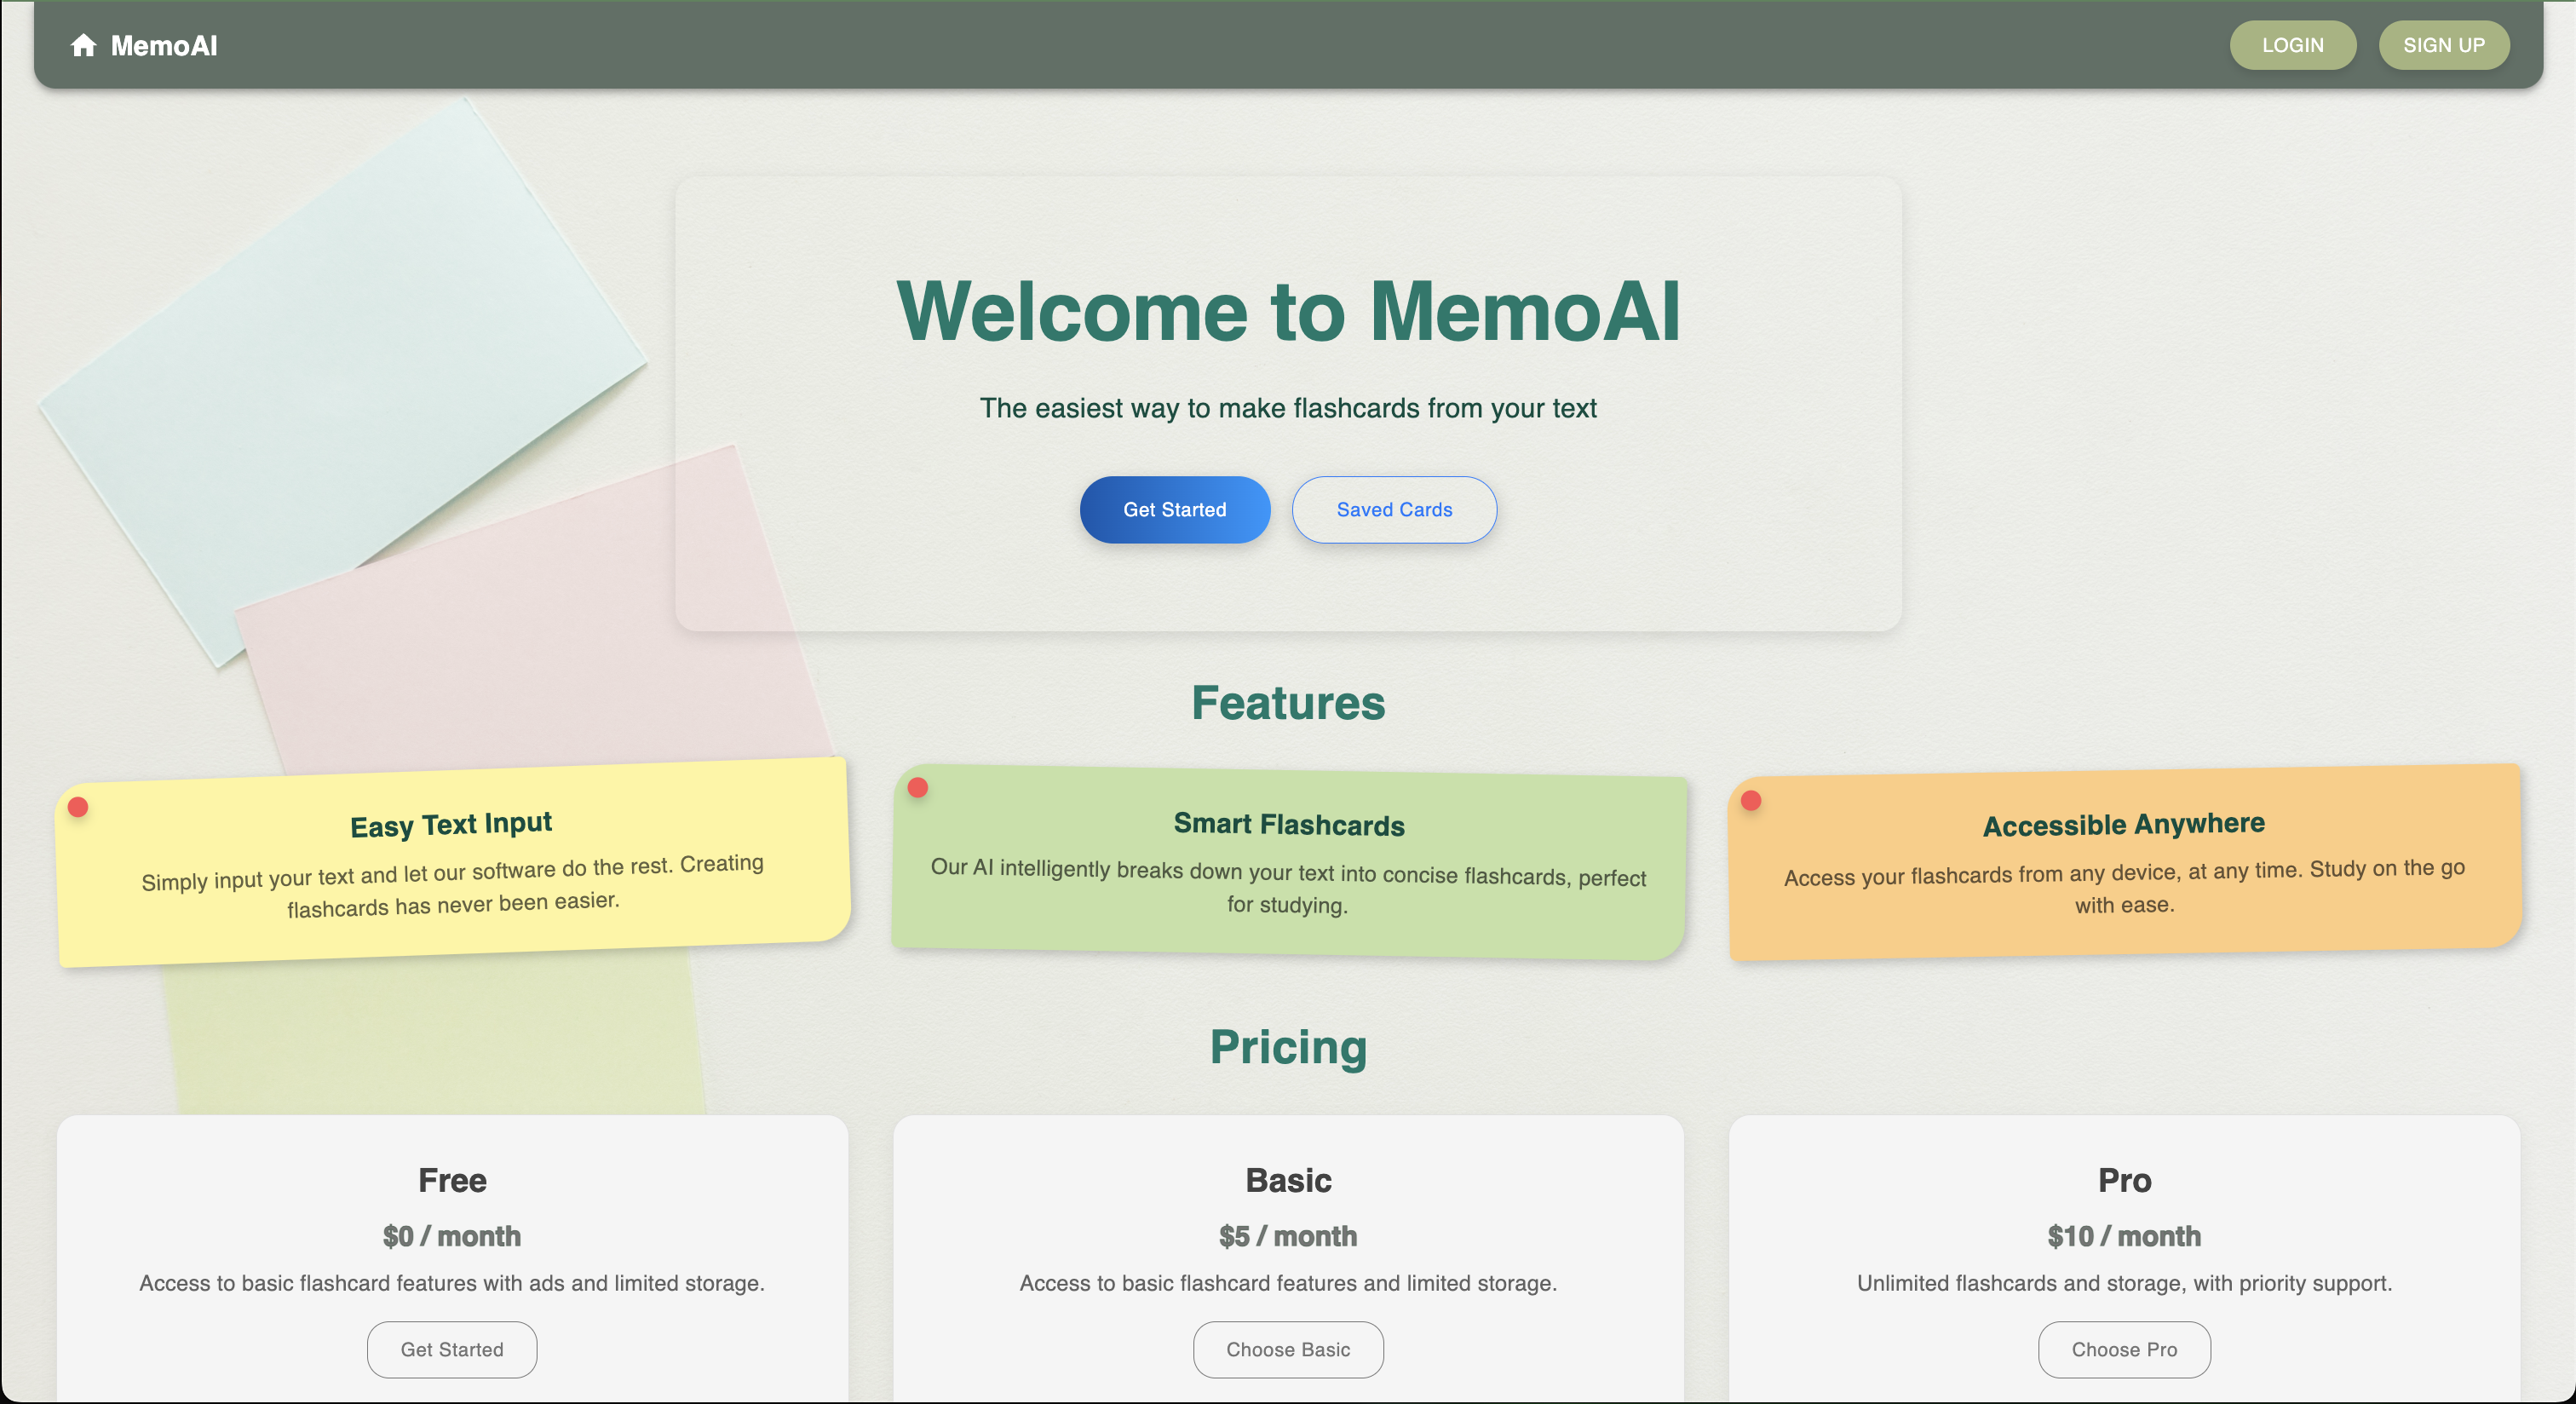 MemoAI
LOGIN
SIGN UP
Welcome to MemoAI
The easiest way to make flashcards from your text
Get Started
Saved Cards
Features
Easy Text Input
Simply input your text and let our software do the rest. Creating
flashcards has never been easier.
Smart Flashcards
Our AI intelligently breaks down your text into concise flashcards, perfect
for studying.
Accessible Anywhere
Access your flashcards from any device, at any time. Study on the go
with ease.
Pricing
Free
$0 / month
Access to basic flashcard features with ads and limited storage.
Get Started
Basic
$5 / month
Access to basic flashcard features and limited storage.
Choose Basic
Pro
$10 / month
Unlimited flashcards and storage, with priority support.
Choose Pro